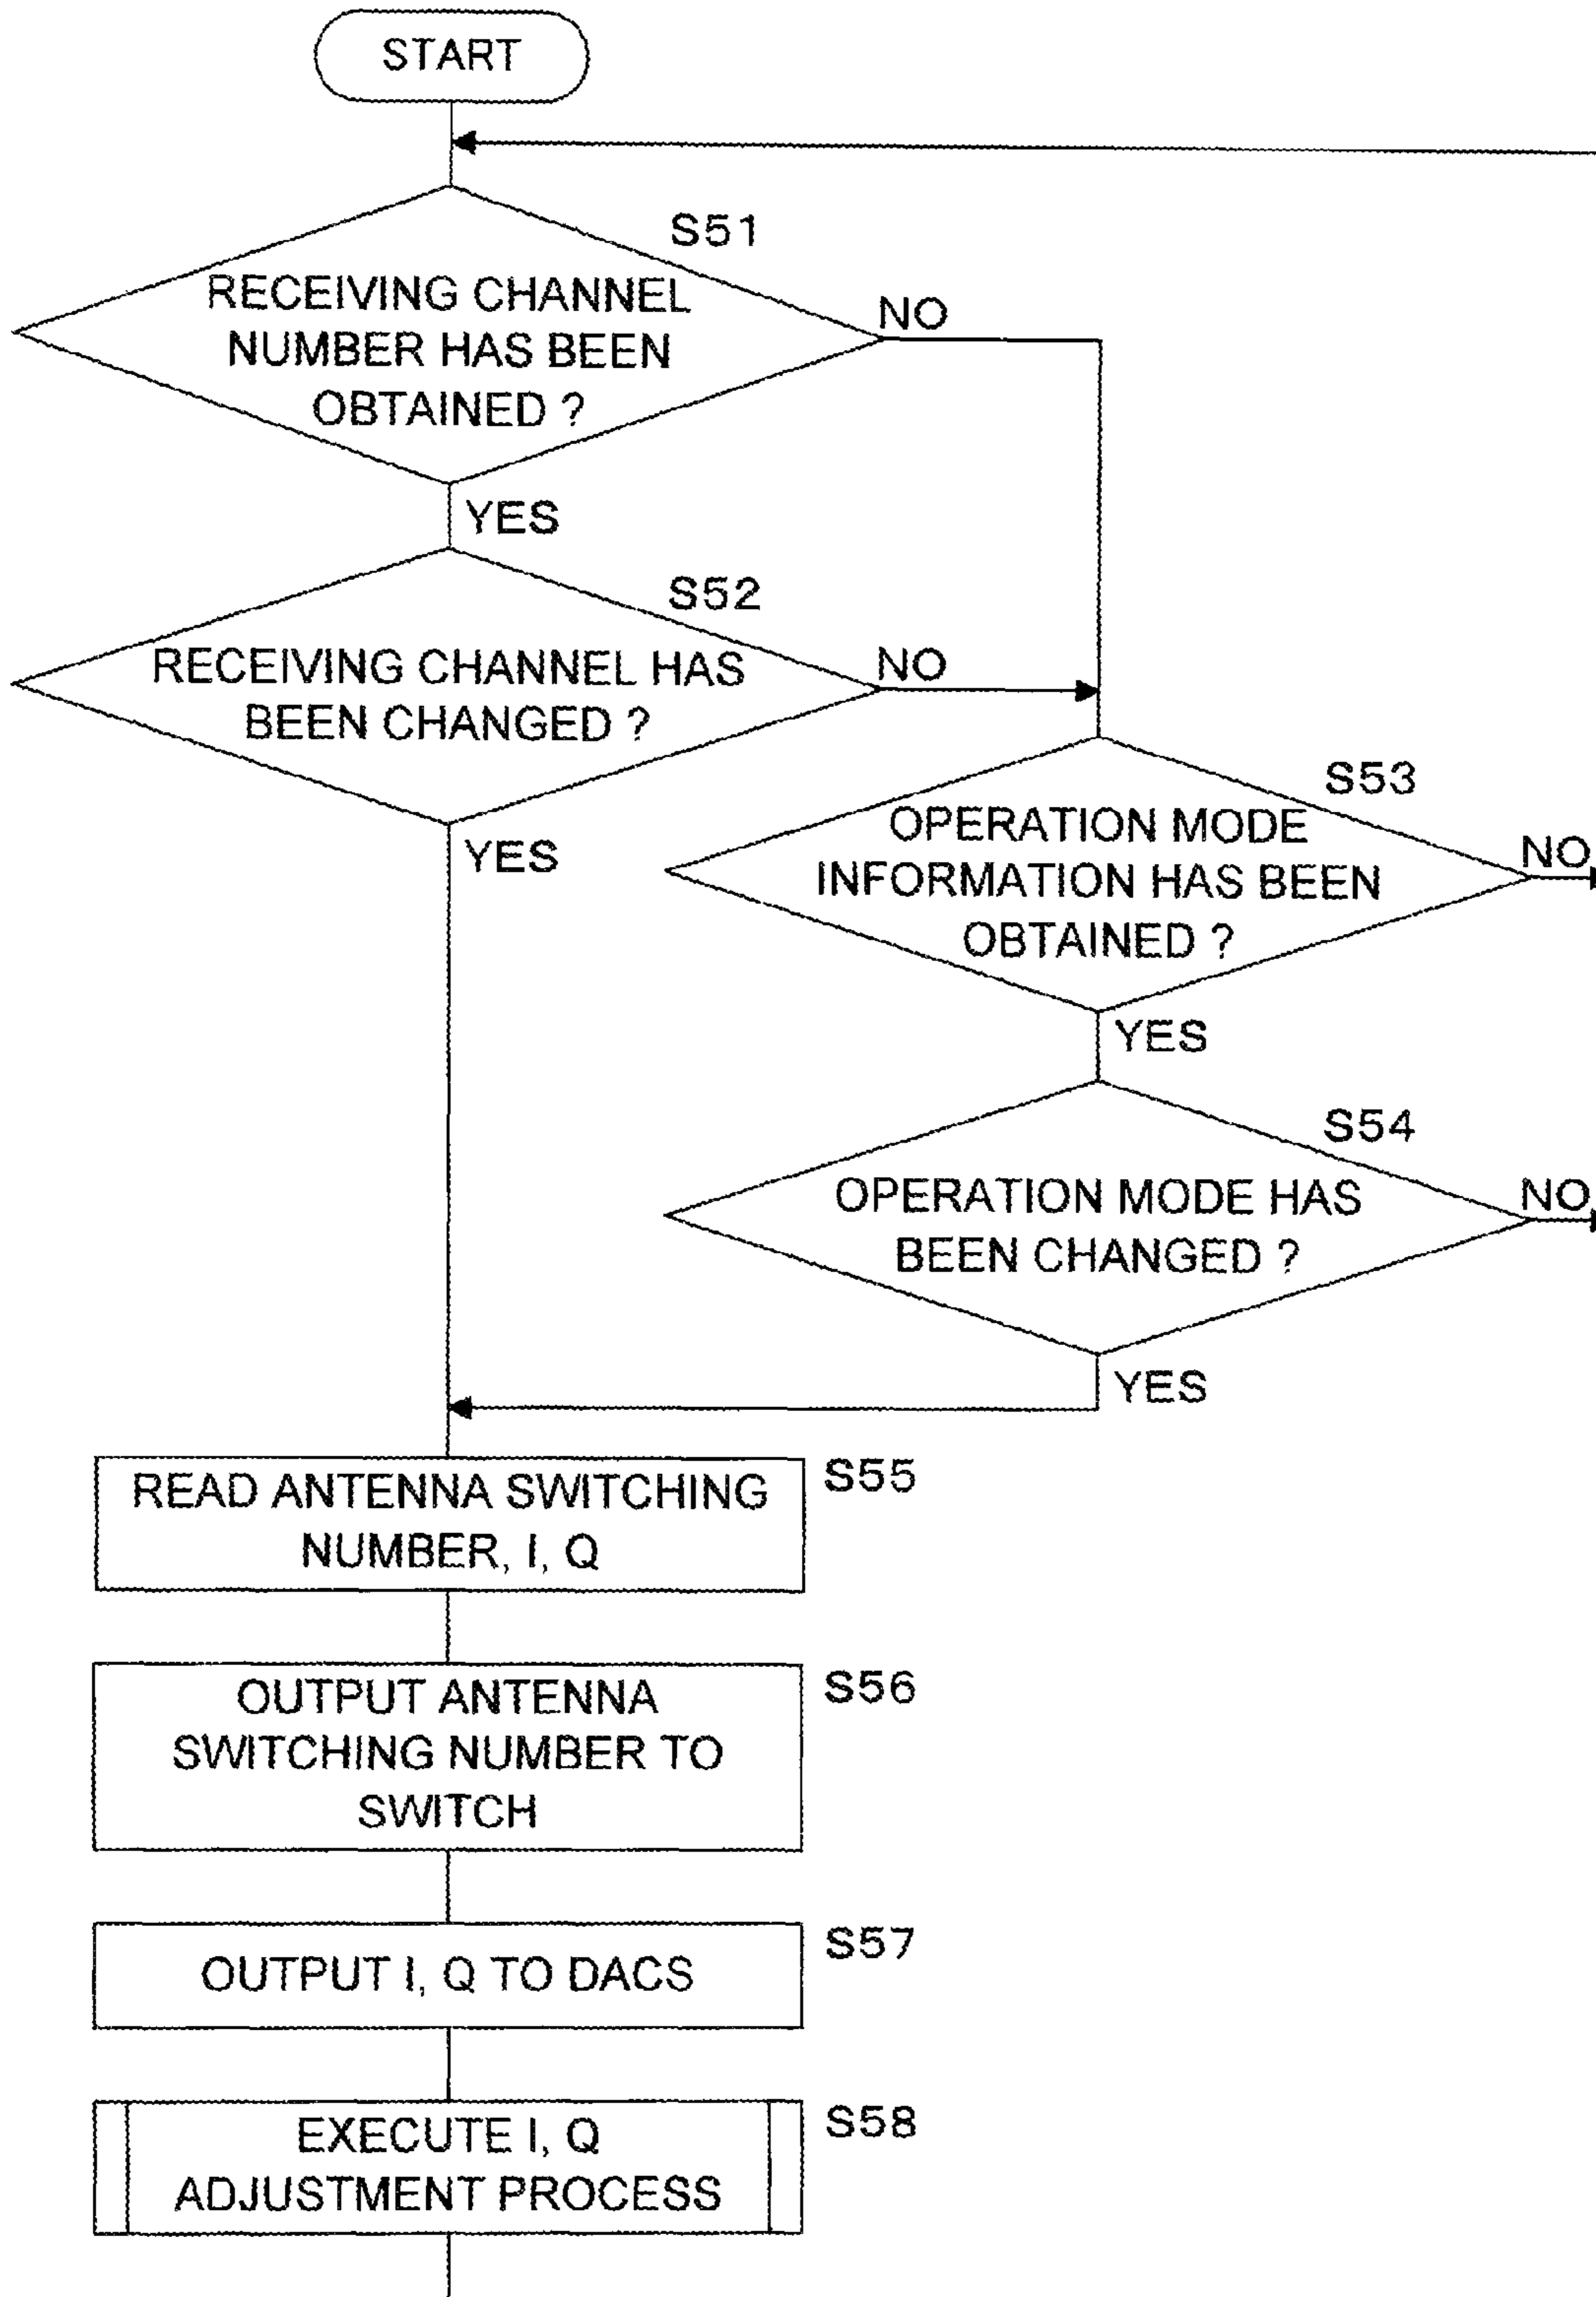 START
S51
RECEIVING CHANNEL
NUMBER HAS BEEN
OBTAINED ?
NO
YES
S52
RECEIVING CHANNEL HAS
BEEN CHANGED ?
NO
YES
S53
OPERATION MODE
INFORMATION HAS BEEN
OBTAINED ?
NO
YES
S54
OPERATION MODE HAS
BEEN CHANGED ?
NO
YES
S55
READ ANTENNA SWITCHING
NUMBER, I, Q
S56
OUTPUT ANTENNA
SWITCHING NUMBER TO
SWITCH
S57
OUTPUT I, Q TO DACS
S58
EXECUTE I, Q
ADJUSTMENT PROCESS